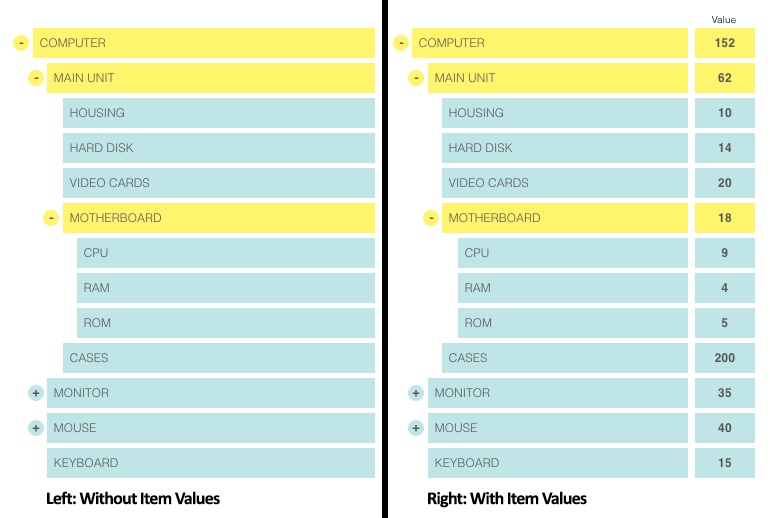 - COMPUTER
- MAIN UNIT
HOUSING
HARD DISK
VIDEO CARDS
- MOTHERBOARD
CPU
RAM
ROM
CASES
+ MONITOR
+ MOUSE
KEYBOARD
Left: Without Item Values
Value
- COMPUTER 152
- MAIN UNIT 62
HOUSING 10
HARD DISK 14
VIDEO CARDS 20
- MOTHERBOARD 18
CPU 9
RAM 4
ROM 5
CASES 200
+ MONITOR 35
+ MOUSE 40
KEYBOARD 15
Right: With Item Values